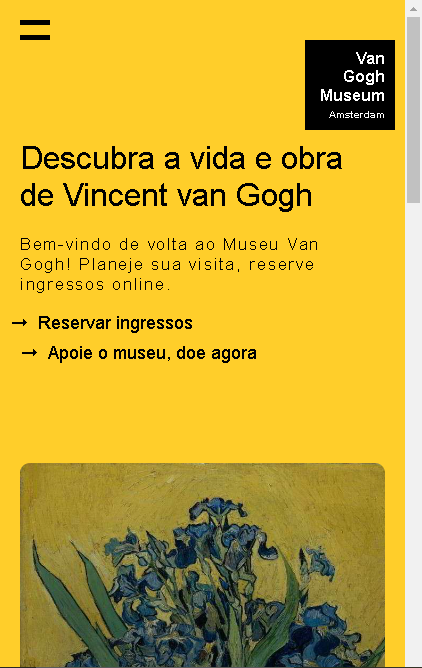 Van
Gogh
Museum
Amsterdam
Descubra a vida e obra
de Vincent van Gogh
Bem-vindo de volta ao Museu Van
Gogh! Planeje sua visita, reserve
ingressos online.
→ Reservar ingressos
→ Apoie o museu, doe agora